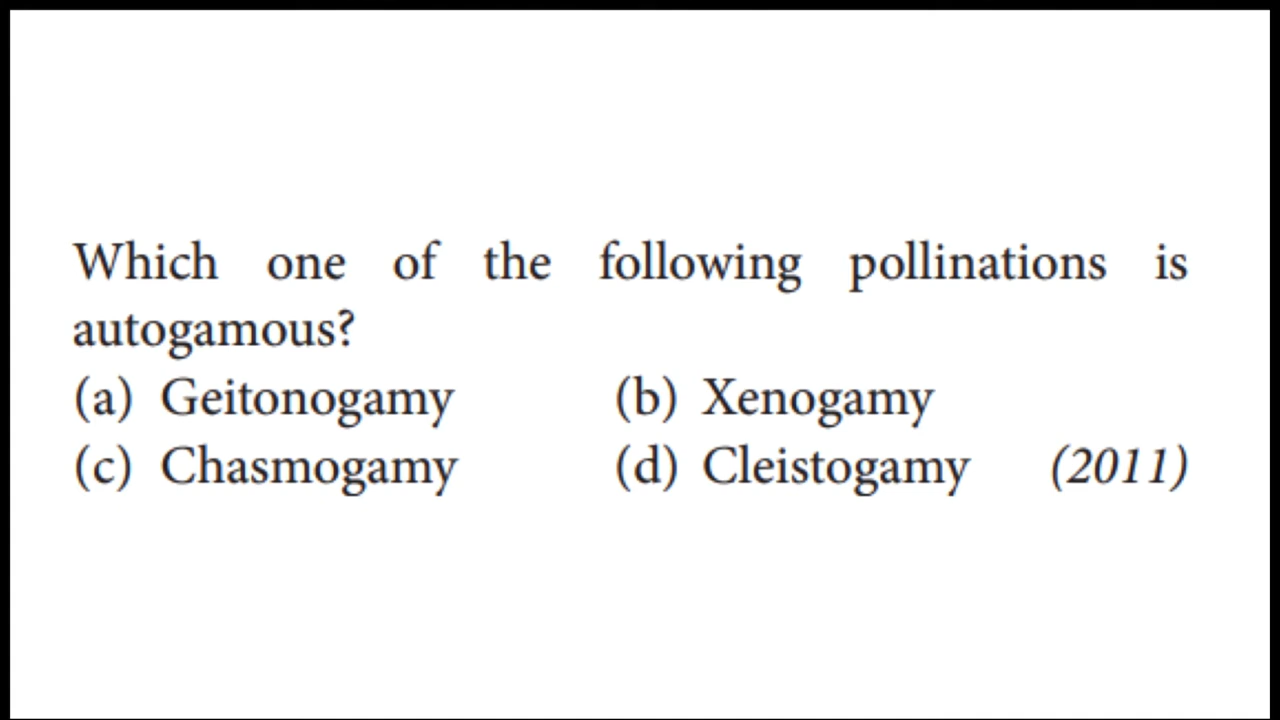 Which one of the following pollinations is
autogamous?
(a) Geitonogamy (b) Xenogamy
(c) Chasmogamy (d) Cleistogamy (2011)